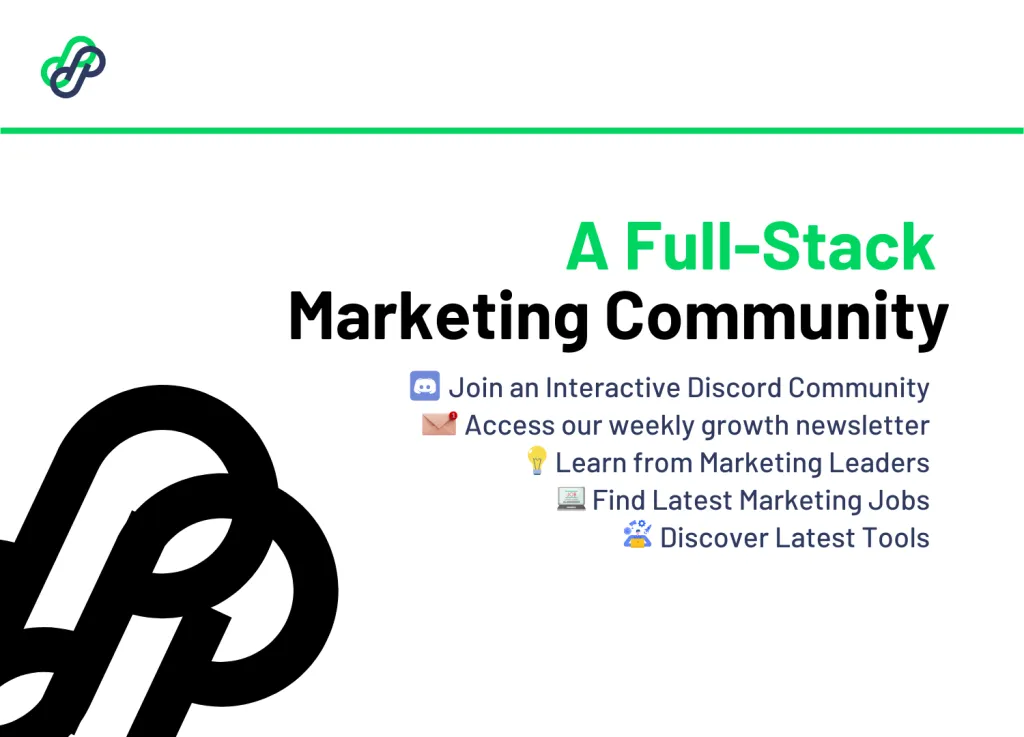 A Full-Stack
Marketing Community
Join an Interactive Discord Community
Access our weekly growth newsletter
Learn from Marketing Leaders
Find Latest Marketing Jobs
Discover Latest Tools